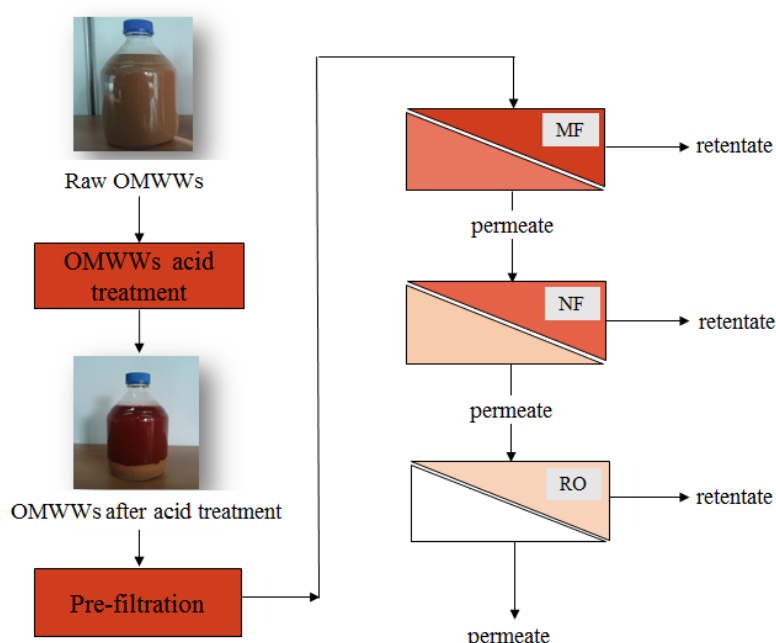 Raw OMWWs
OMWWs acid
treatment
OMWWs after acid treatment
Pre-filtration
MF
retentate
permeate
NF
retentate
permeate
RO
retentate
permeate